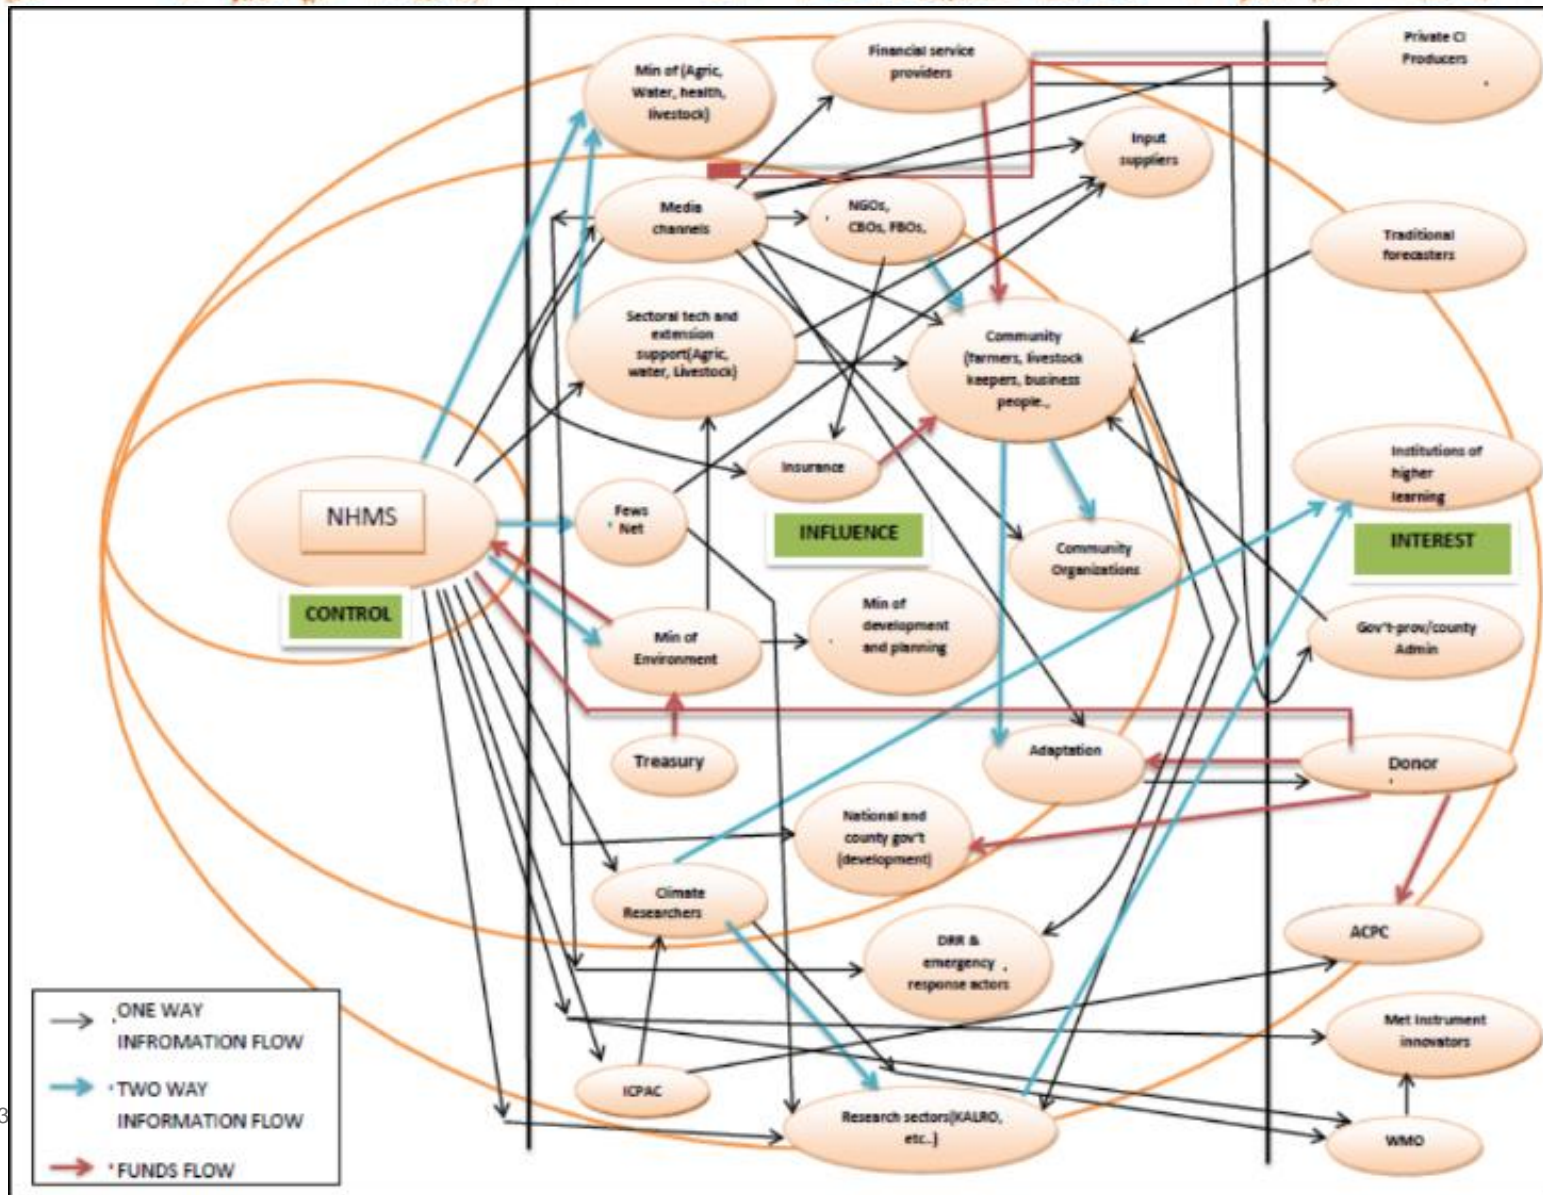 Min of (Agric,
Water, health,
livestock)
Financial service
providers
Private CI
Producers
Input
suppliers
Media
channels
NGOs,
CBOs, FBOs,
Traditional
forecasters
Sectoral tech and
extension
support(Agric,
water, Livestock)
Community
(farmers, livestock
keepers, business
people..,
Insurance
Institutions of
higher
learning
NHMS
Fews
Net
INFLUENCE
INTEREST
Community
Organizations
CONTROL
Min of
Environment
Min of
development
and planning
Gov't-prov/county
Admin
Treasury
Adaptation
Donor
National and
county gov't
(development)
Climate
Researchers
ACPC
DRR &
emergency
response actors
Met Instrument
innovators
ICPAC
Research sectors(KALRO,
etc..)
WMO
ONE WAY
INFROMATION FLOW
TWO WAY
INFORMATION FLOW
FUNDS FLOW
3